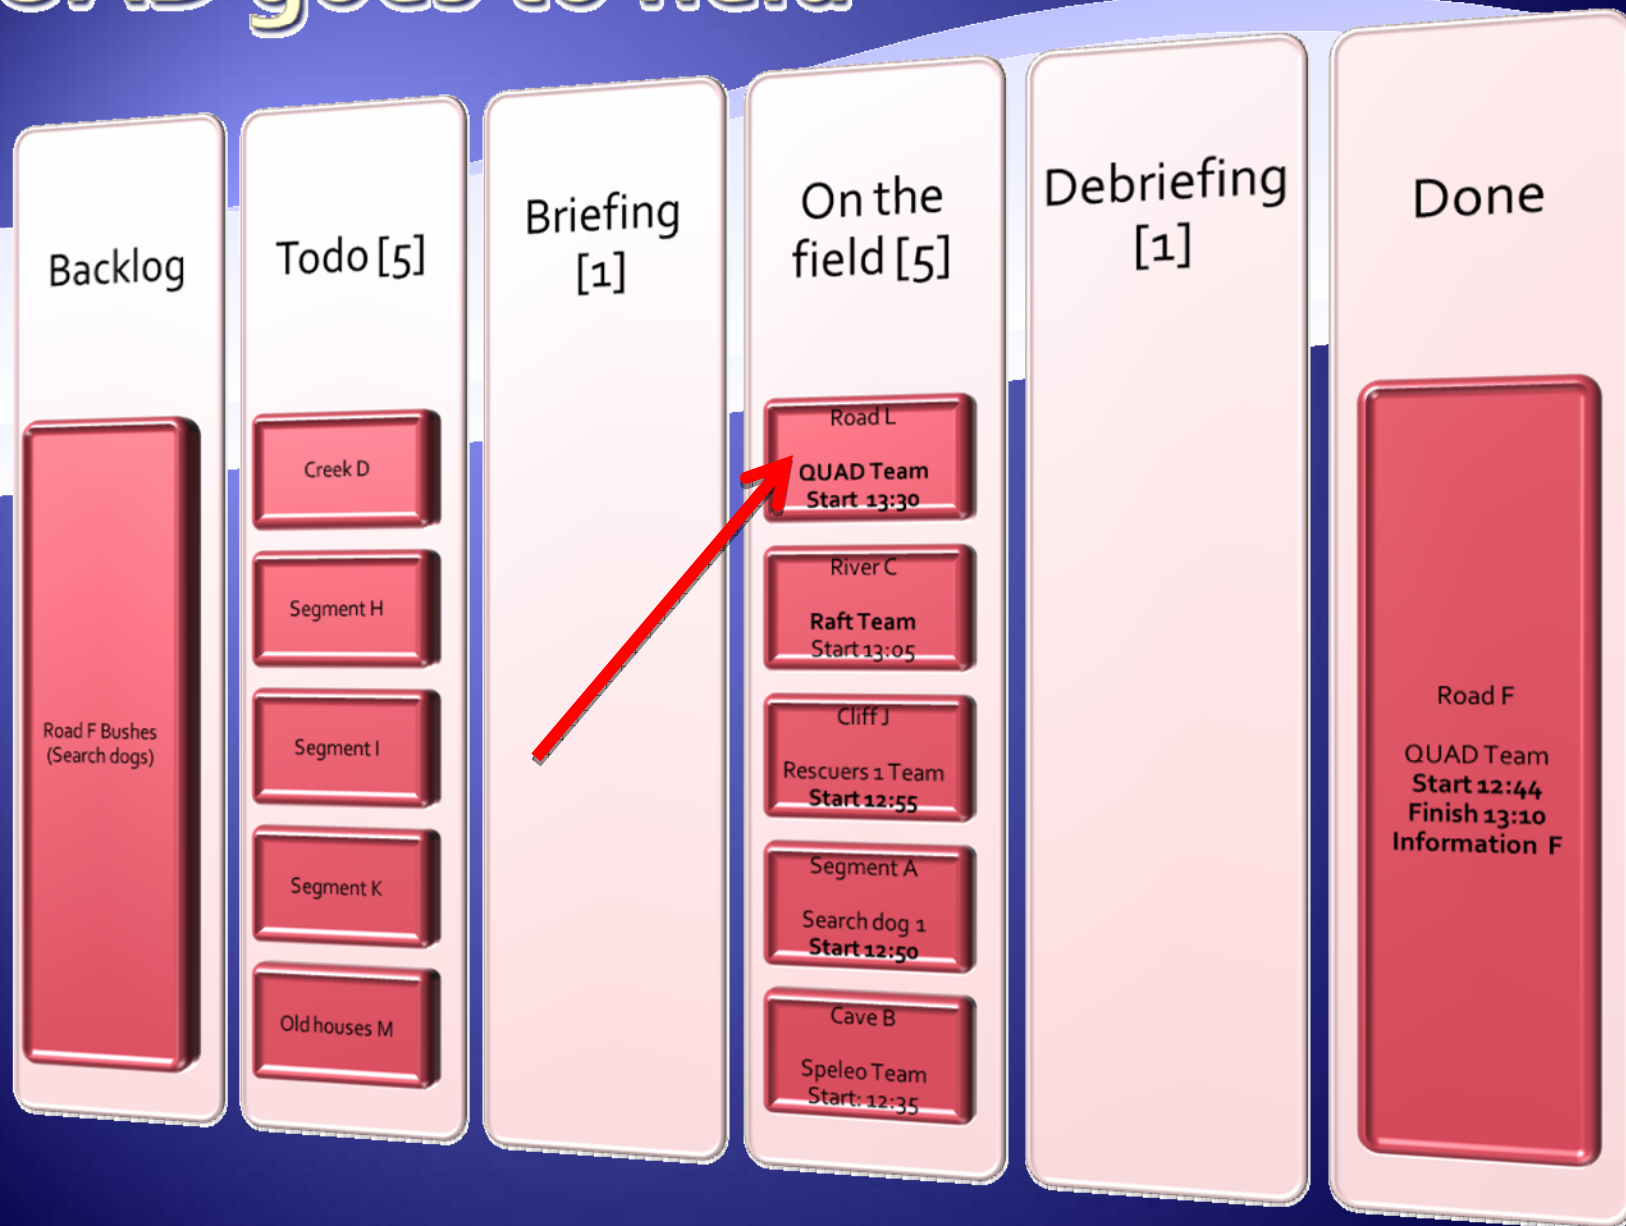 goes to field
Backlog
Road F Bushes
(Search dogs)
Todo [5]
Creek D
Segment H
Segment I
Segment K
Old houses M
Briefing
[1]
On the
field [5]
Road L
QUAD Team
Start 13:30
River C
Raft Team
Start 13:05
Cliff J
Rescuers 1 Team
Start 12:55
Segment A
Search dog 1
Start 12:50
Cave B
Speleo Team
Start: 12:35
Debriefing
[1]
Done
Road F
QUAD Team
Start 12:44
Finish 13:10
Information F